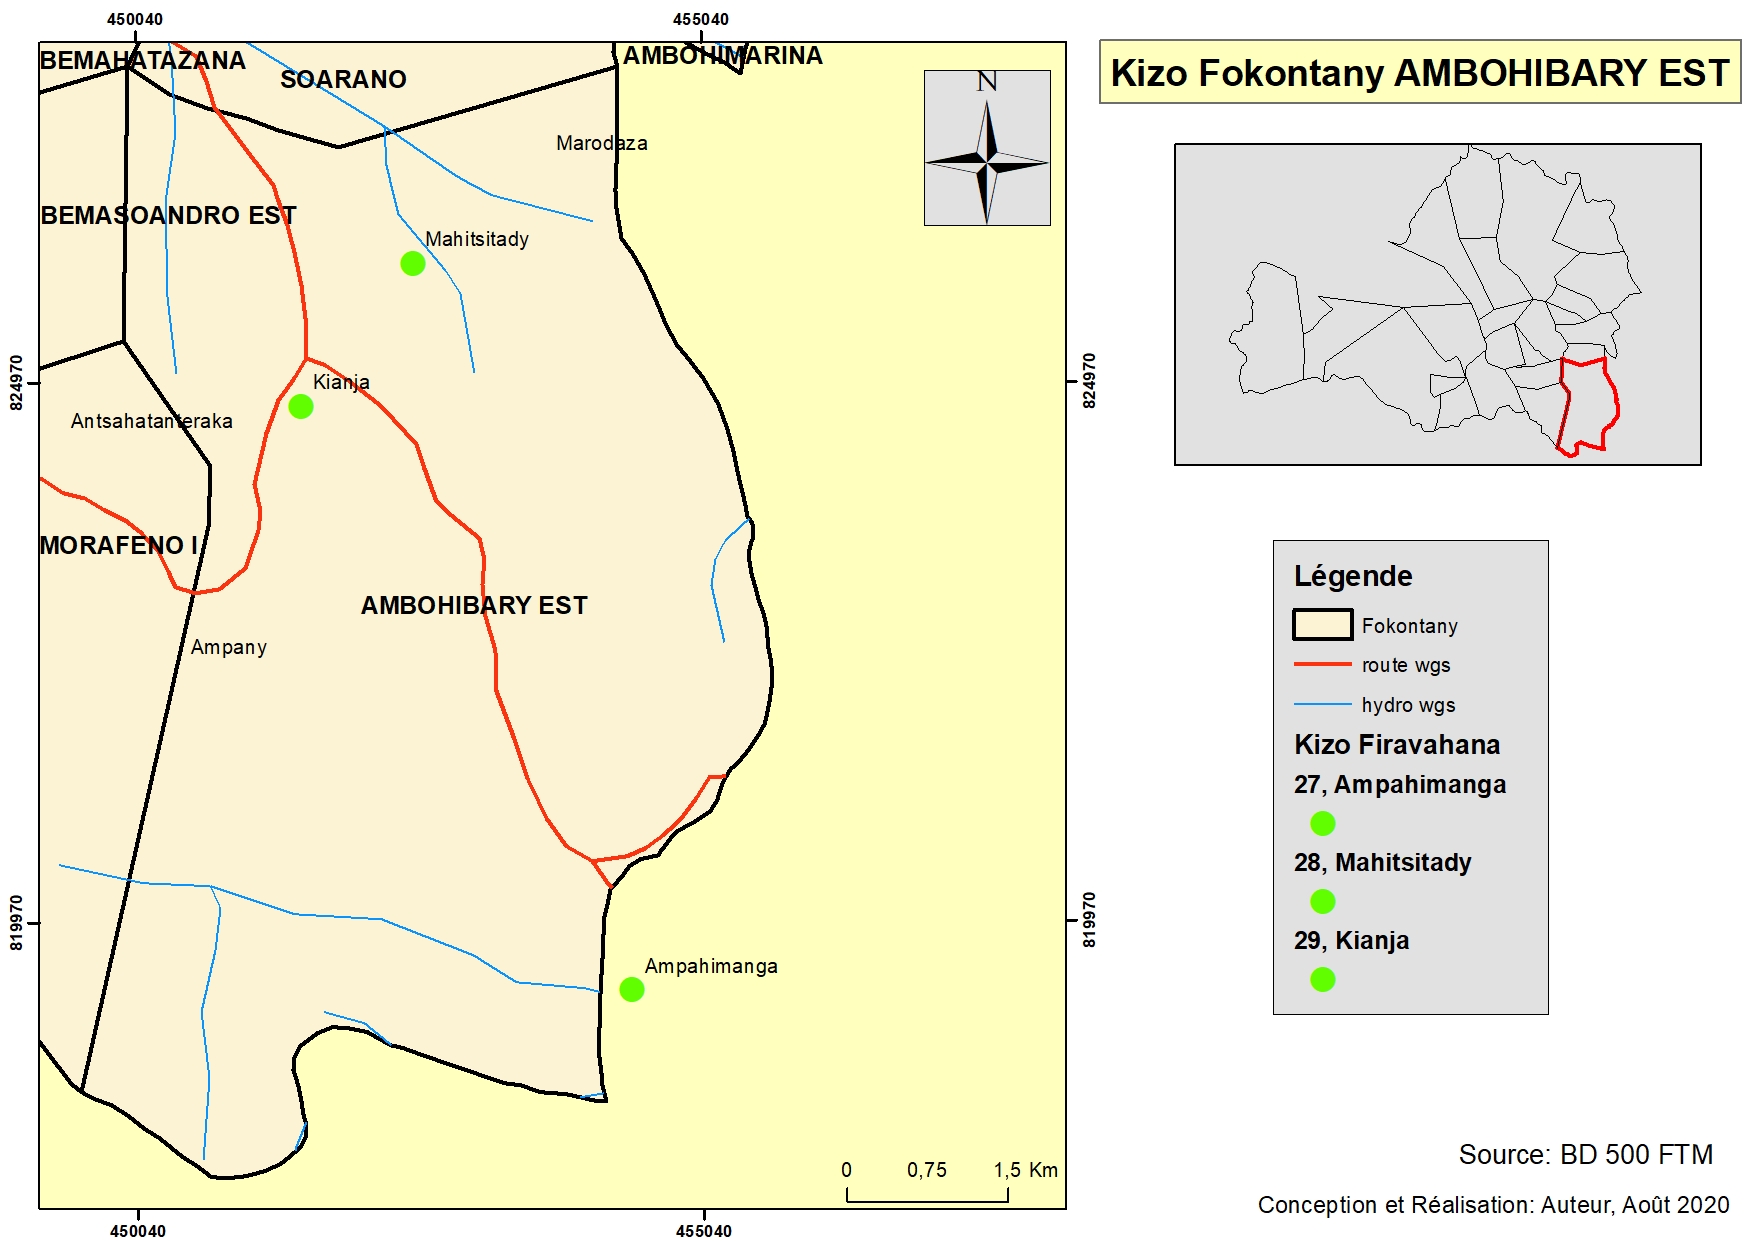 450040
455040
BEMAHATAZANA
SOARANO
AMBOHIMARINA
Kizo Fokontany AMBOHIBARY EST
N
Marodaza
BEMASOANDRO EST
Mahitsitady
824970
824970
Kianja
Antsahatanteraka
MORAFENO I
AMBOHIBARY EST
Ampany
Légende
Fokontany
route wgs
hydro wgs
Kizo Firavahana
27, Ampahimanga
28, Mahitsitady
29, Kianja
819970
819970
Ampahimanga
0 0,75 1,5 Km
450040
455040
Source: BD 500 FTM
Conception et Réalisation: Auteur, Août 2020